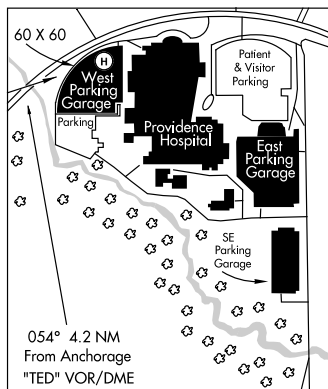 60 X 60
H
West
Parking
Garage
Parking
Patient
& Visitor
Parking
Providence
Hospital
East
Parking
Garage
SE
Parking
Garage
054° 4.2 NM
From Anchorage
"TED" VOR/DME